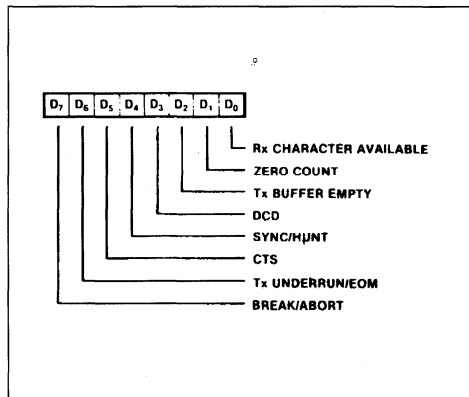 D7 D6 D5 D4 D3 D2 D1 D0
Rx CHARACTER AVAILABLE
ZERO COUNT
Tx BUFFER EMPTY
DCD
SYNC/HUNT
CTS
Tx UNDERRUN/EOM
BREAK/ABORT